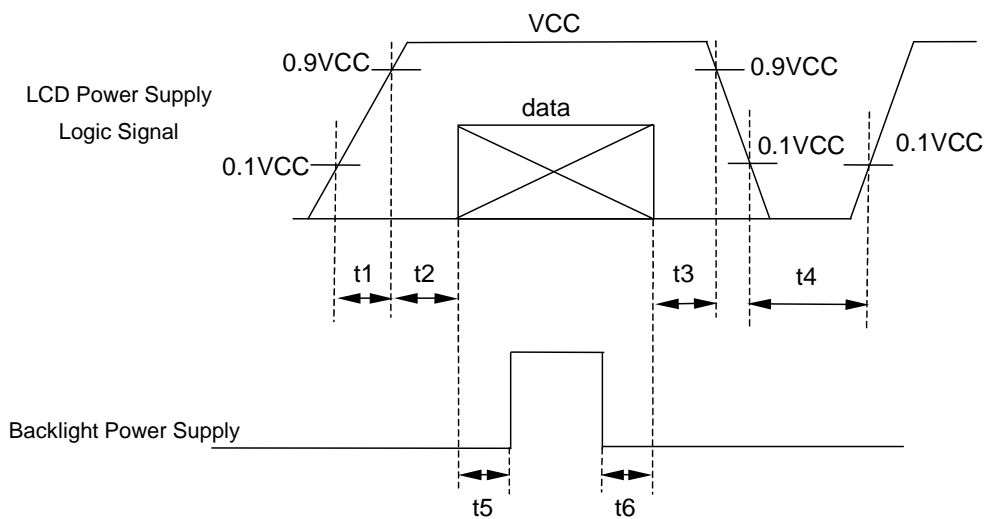 VCC
0.9VCC
0.9VCC
LCD Power Supply
Logic Signal
data
0.1VCC
0.1VCC
0.1VCC
t1
t2
t3
t4
Backlight Power Supply
t5
t6